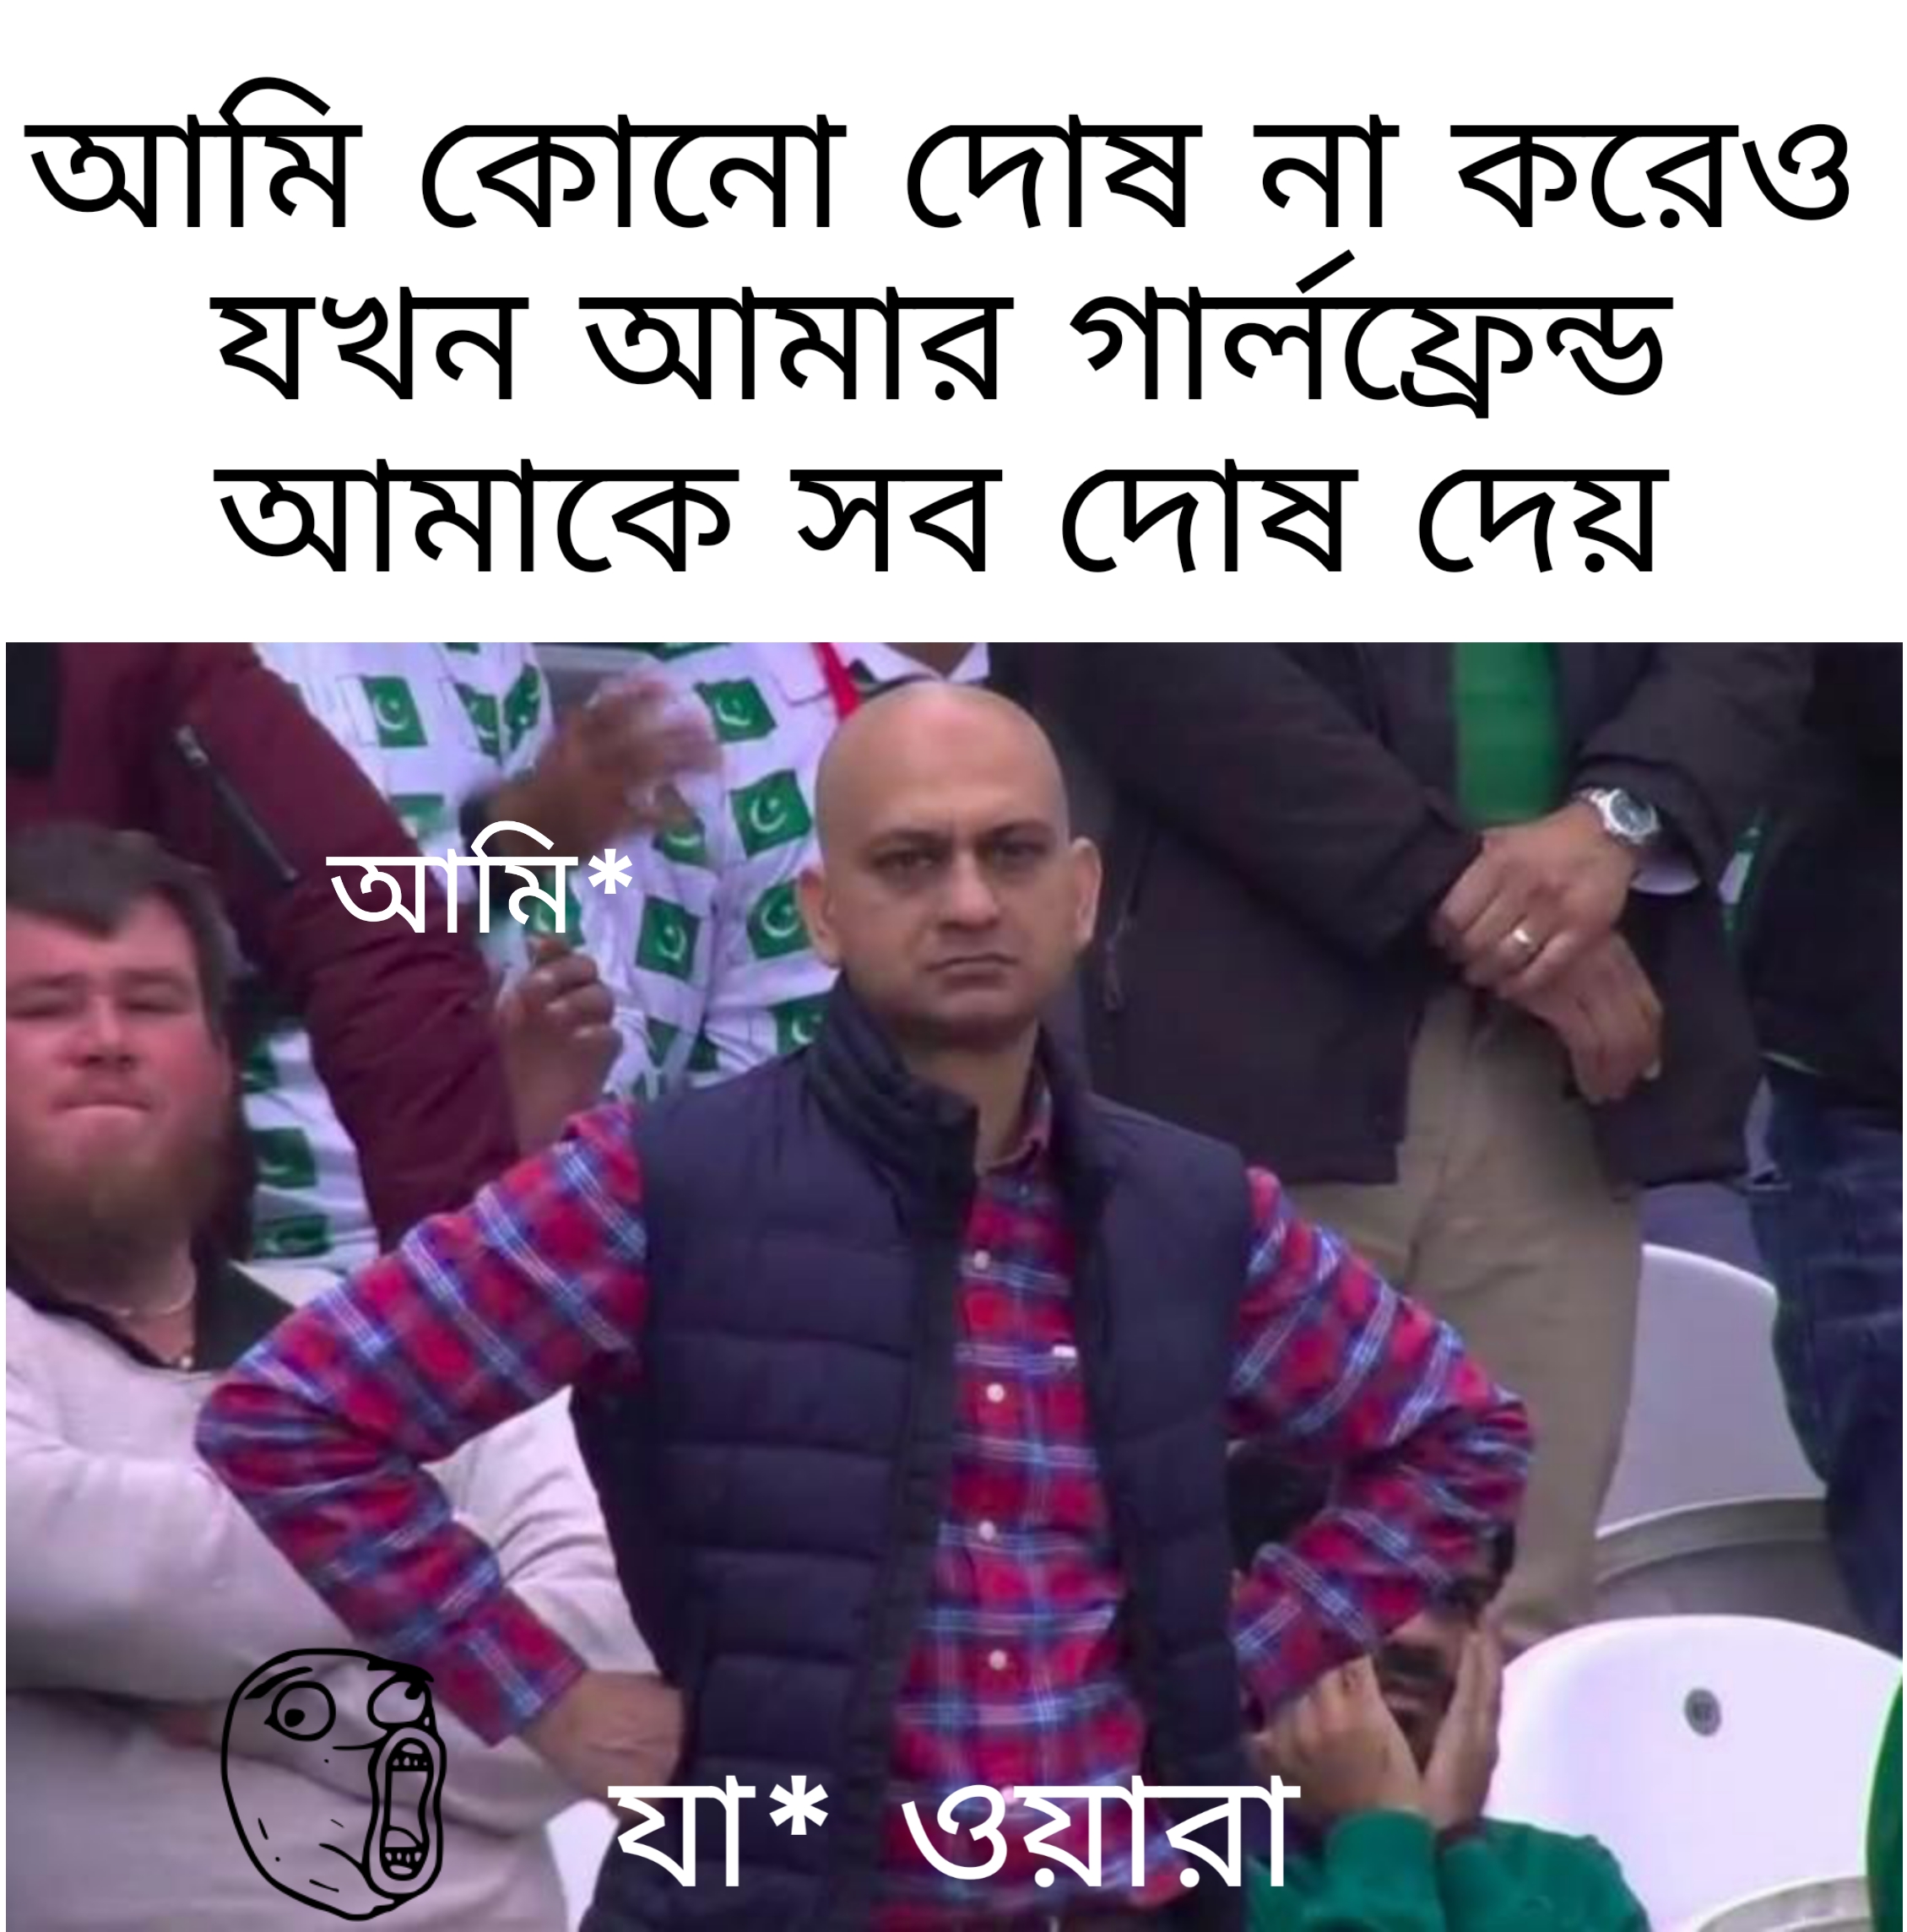 আমি কোনো দোষ না করেও
যখন আমার গার্লফ্রেন্ড
আমাকে সব দোষ দেয়
আমি*
যা* ওয়ারা